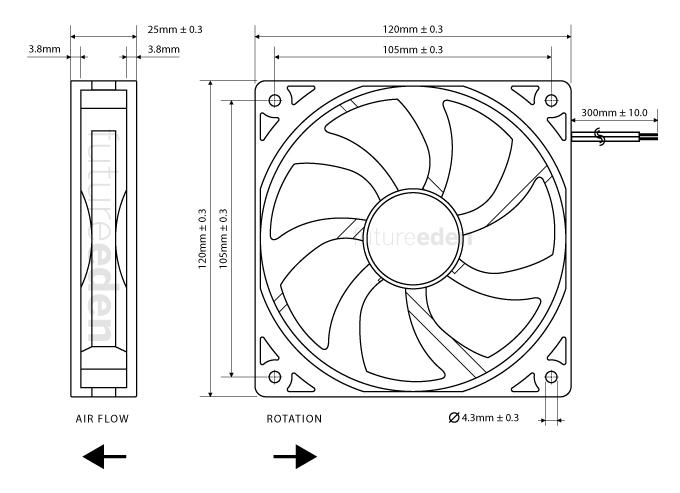 25mm ± 0.3
120mm ± 0.3
3.8mm
3.8mm
105mm ± 0.3
300mm ± 10.0
120mm ± 0.3
105mm ± 0.3
futureeden
futureeden
AIR FLOW
ROTATION
Ø 4.3mm ± 0.3